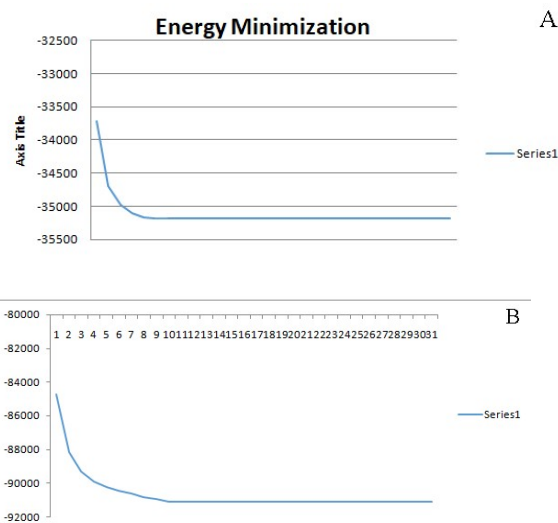 A
Energy Minimization
-32500
-33000
-33500
-34000
-34500
-35000
-35500
Axis Title
Series1
B
-80000
1 2 3 4 5 6 7 8 9 10111213141516171819202122232425262728293031
-82000
-84000
-86000
-88000
-90000
-92000
Series1